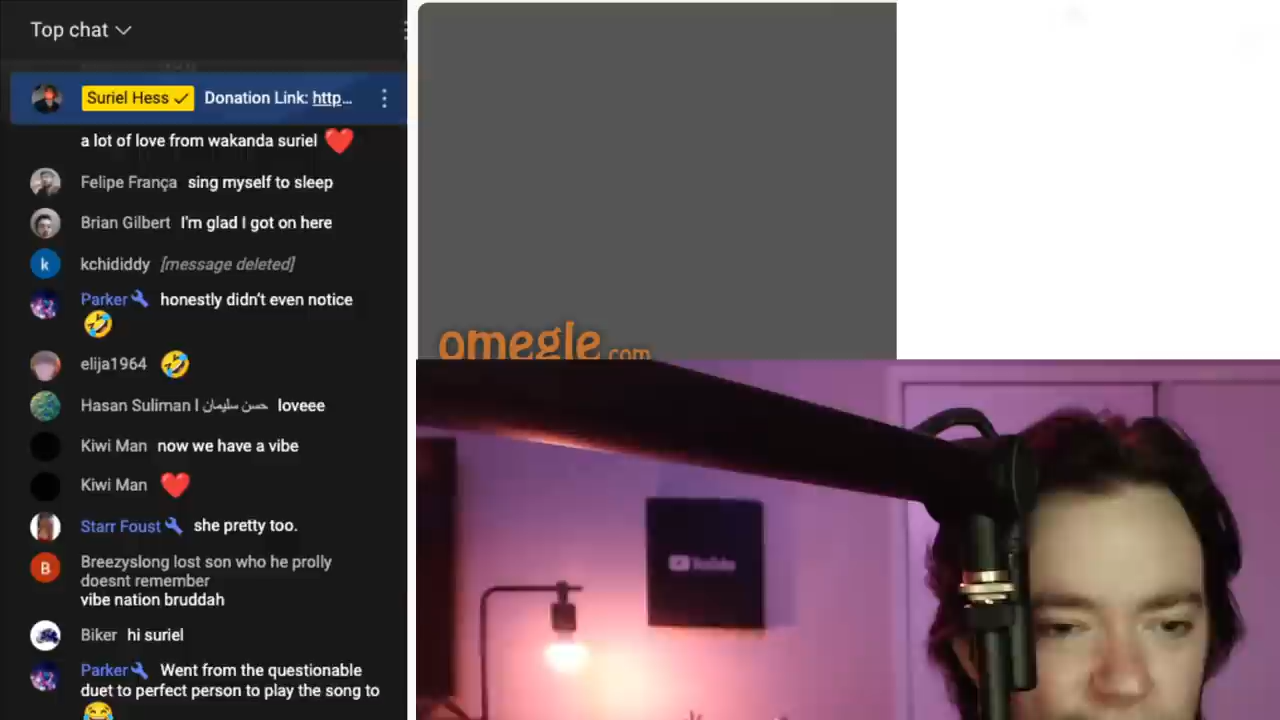 Top chat
Suriel Hess Donation Link: http...
a lot of love from wakanda suriel ❤️
Felipe França sing myself to sleep
Brian Gilbert I'm glad I got on here
k kchididdy [message deleted]
Parker honestly didn't even notice
🤣
elija1964 🤣
Hasan Suliman I حسن سليمان loveee
Kiwi Man now we have a vibe
Kiwi Man ❤️
Starr Foust she pretty too.
B Breezyslong lost son who he prolly
doesnt remember
vibe nation bruddah
Biker hi suriel
Parker Went from the questionable
duet to perfect person to play the song to
😂
omegle.com
YouTube